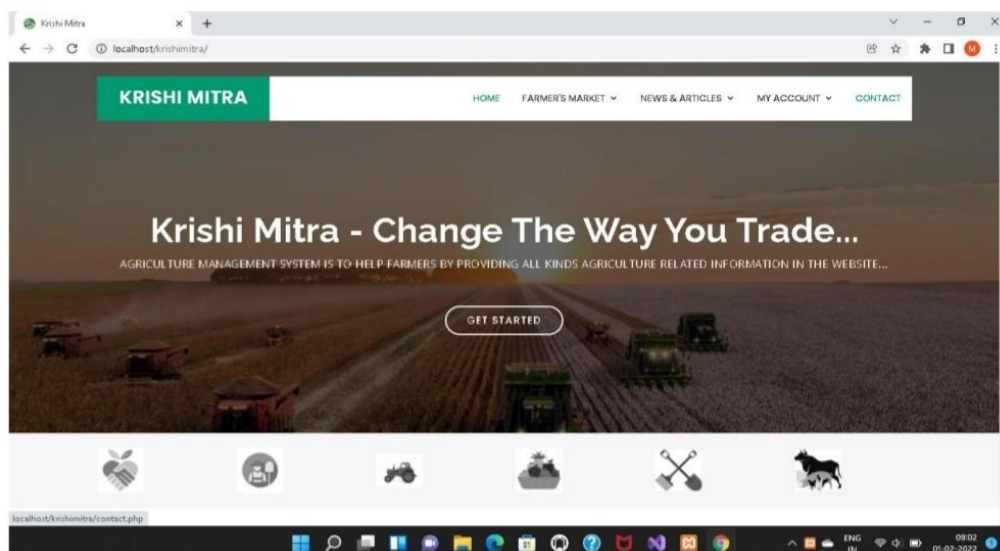 Krishi Mitra
localhost/krishimitra/
M
KRISHI MITRA
HOME FARMER'S MARKET NEWS & ARTICLES MY ACCOUNT CONTACT
Krishi Mitra - Change The Way You Trade...
AGRICULTURE MANAGEMENT SYSTEM IS TO HELP FARMERS BY PROVIDING ALL KINDS AGRICULTURE RELATED INFORMATION IN THE WEBSITE...
GET STARTED
localhost/krishimitra/contact.php
ENG 09:02
IN 01-02-2022